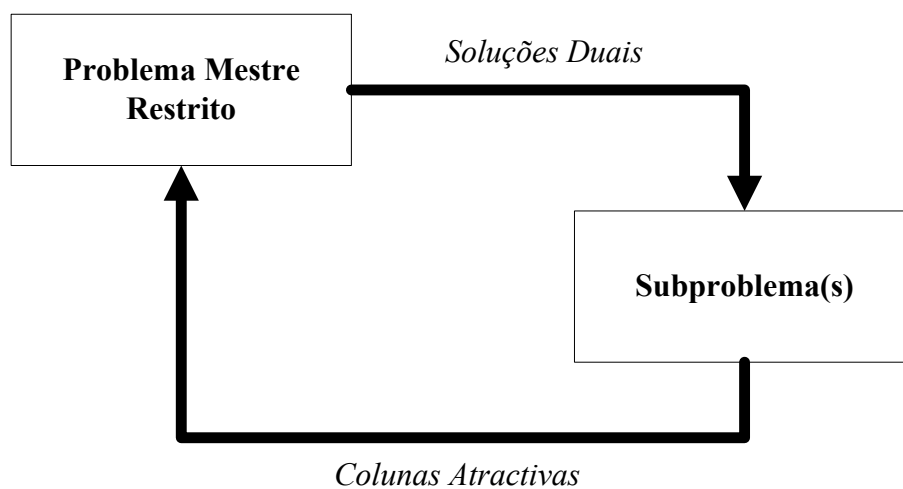 Problema Mestre
Restrito
Soluções Duais
Subproblema(s)
Colunas Atractivas